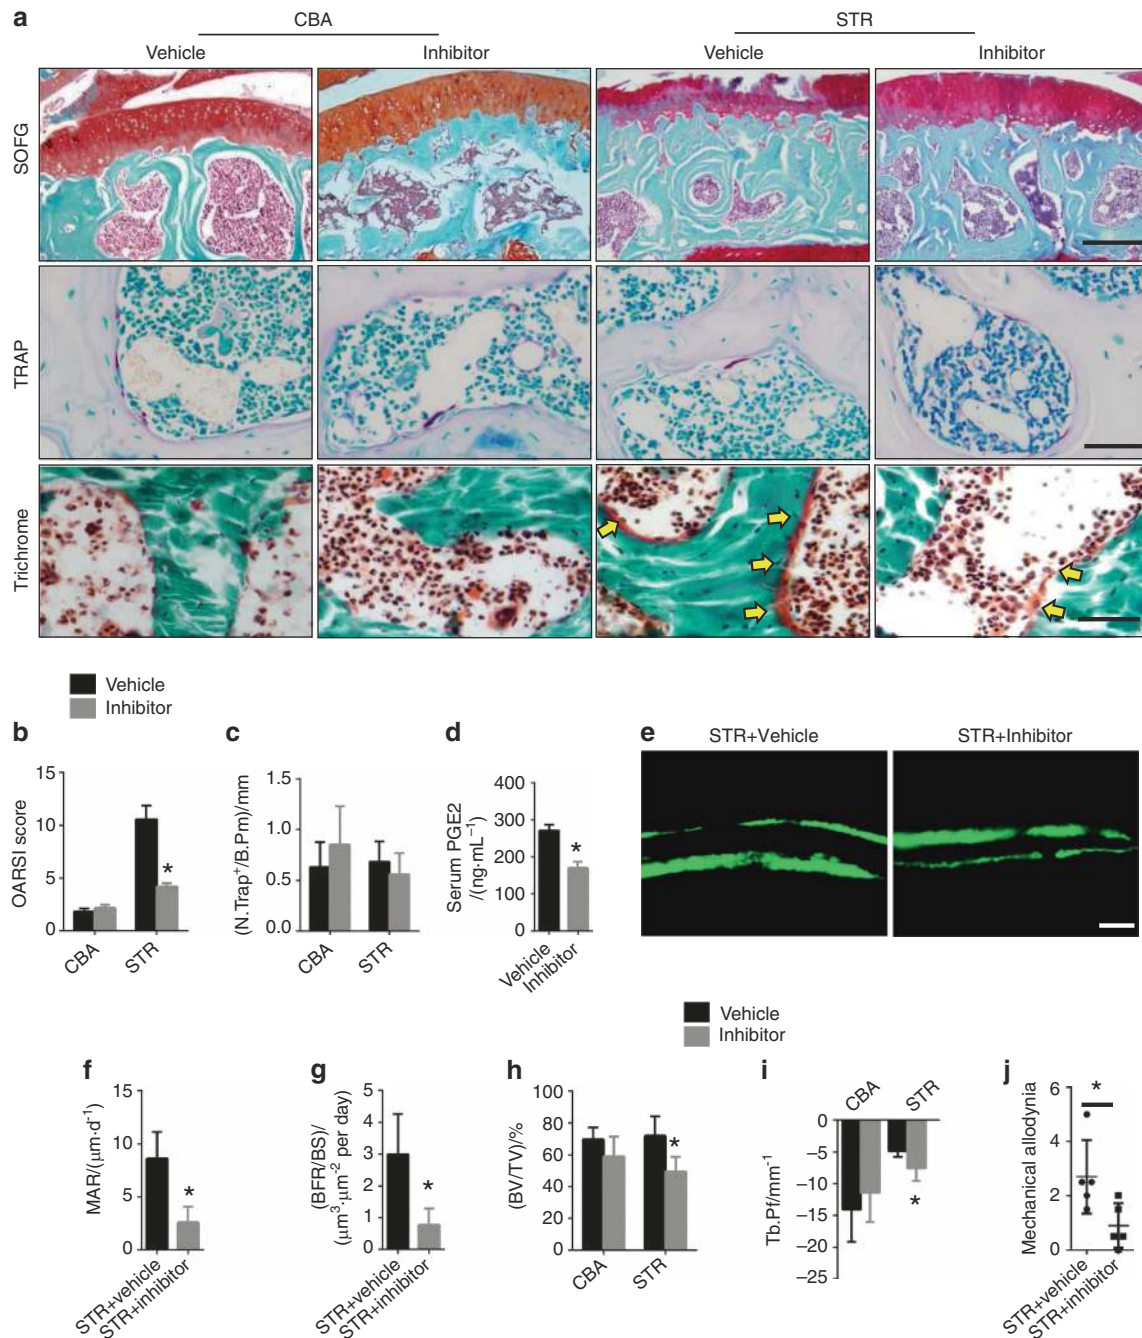 a
CBA
STR
Vehicle
Inhibitor
Vehicle
Inhibitor
SOFG
TRAP
Trichrome
Vehicle
Inhibitor
b
OARSI score
15
10
5
0
*
CBA
STR
c
(N.Trap+/B.Pm)/mm
1.5
1.0
0.5
0.0
CBA
STR
d
Serum PGE2
/(ng·mL−1)
400
300
200
100
0
*
Vehicle
Inhibitor
e
STR+Vehicle
STR+Inhibitor
Vehicle
Inhibitor
f
MAR/(μm·d-1)
15
10
5
0
*
STR+vehicle
STR+inhibitor
g
(BFR/BS)/
(μm3·μm-2 per day)
5
4
3
2
1
0
*
STR+vehicle
STR+inhibitor
h
(BV/TV)/%
100
80
60
40
20
0
*
CBA
STR
i
CBA
STR
Tb.Pf/mm-1
0
−5
−10
−15
−20
−25
*
j
Mechanical allodynia
6
4
2
0
*
STR+vehicle
STR+inhibitor